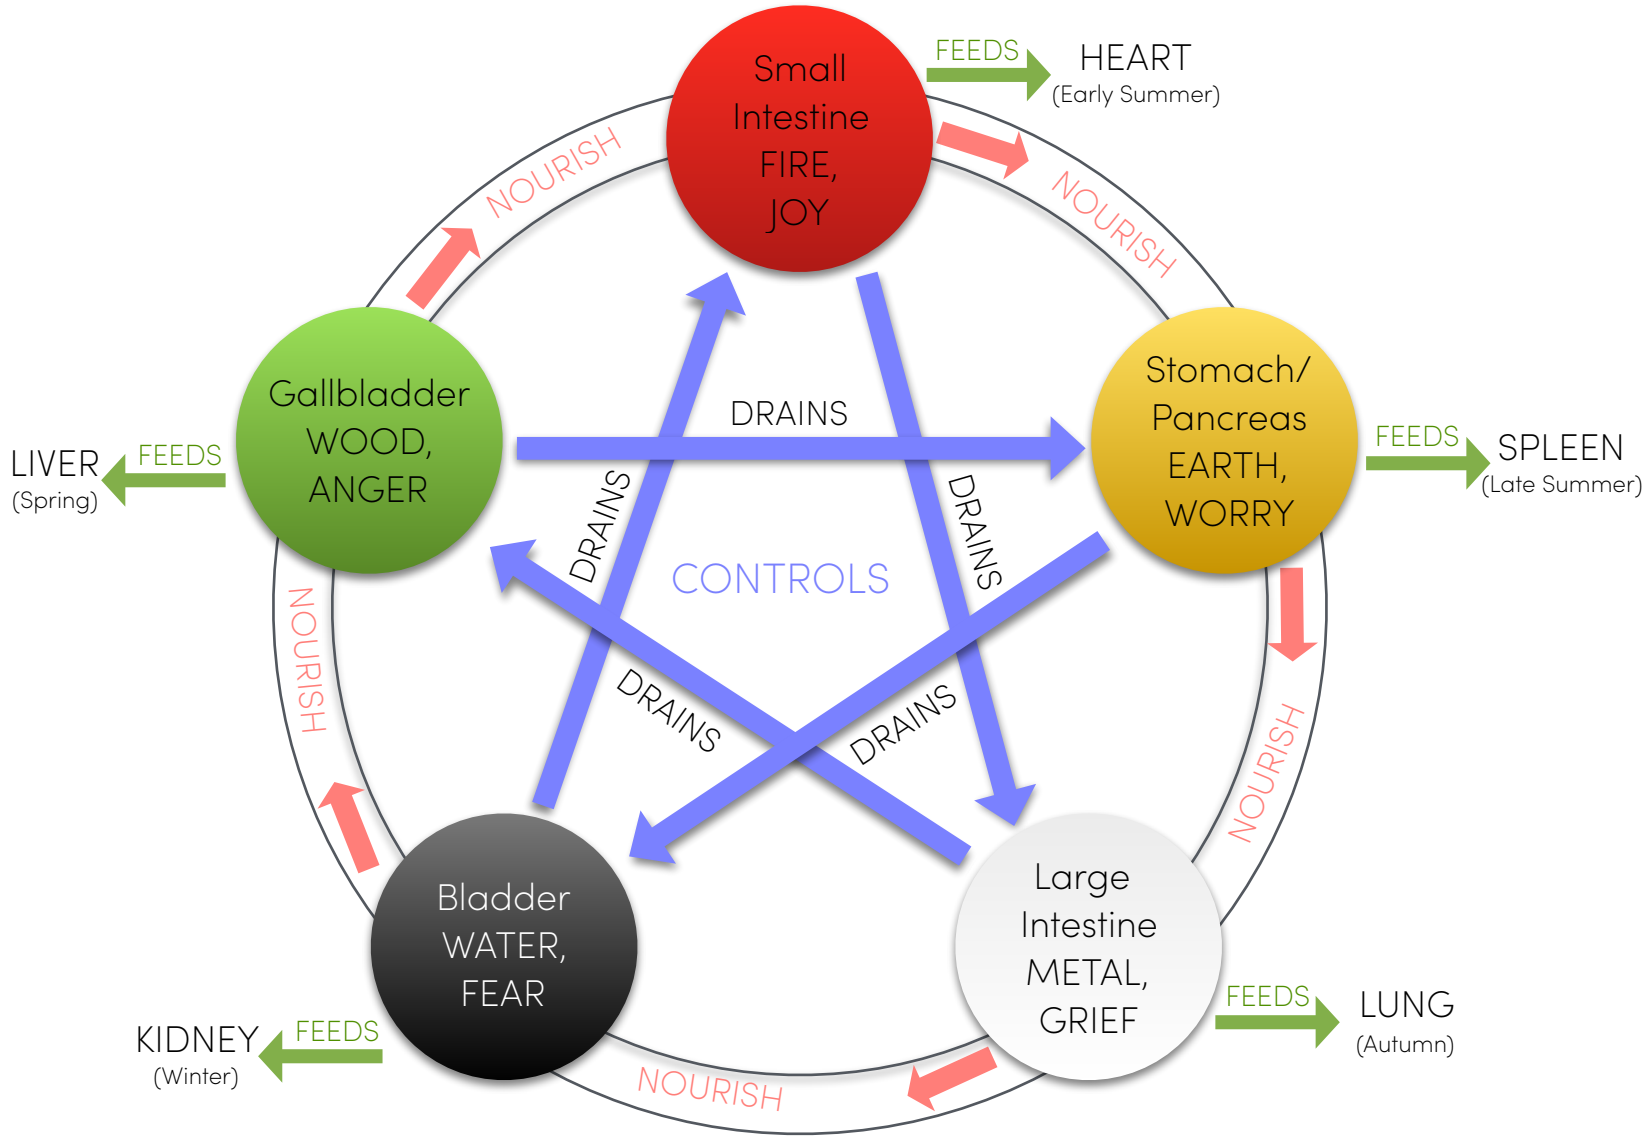 Small
Intestine
FIRE,
JOY
FEEDS
HEART
(Early Summer)
NOURISH
NOURISH
Gallbladder
WOOD,
ANGER
FEEDS
LIVER
(Spring)
DRAINS
Stomach/
Pancreas
EARTH,
WORRY
FEEDS
SPLEEN
(Late Summer)
DRAINS
DRAINS
CONTROLS
NOURISH
DRAINS
DRAINS
NOURISH
Bladder
WATER,
FEAR
FEEDS
KIDNEY
(Winter)
Large
Intestine
METAL,
GRIEF
FEEDS
LUNG
(Autumn)
NOURISH